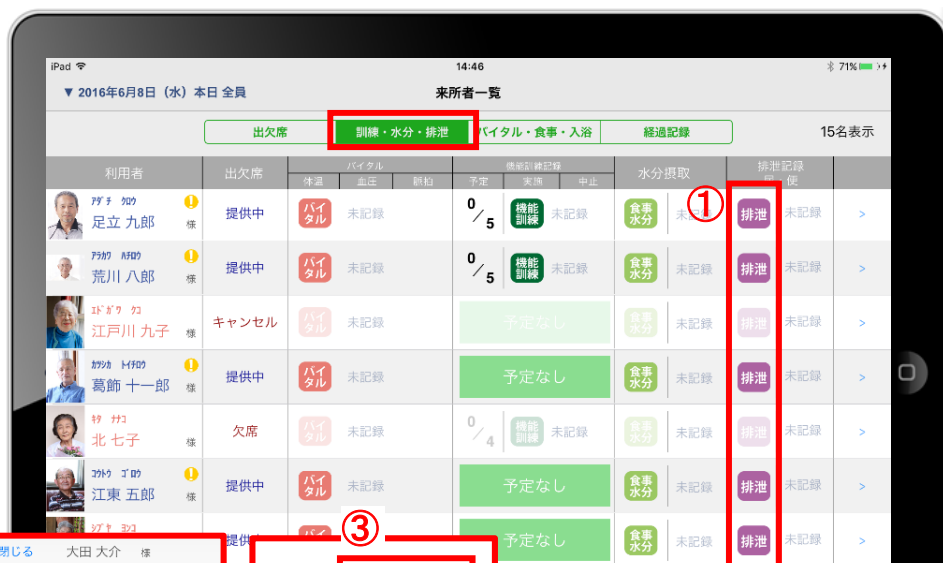 iPad 14:46 71%
▼ 2016年6月8日（水）本日 全員 来所者一覧
出欠席 訓練・水分・排泄 バイタル・食事・入浴 経過記録 15名表示
利用者 出欠席 バイタル 機能訓練記録 水分摂取 排泄記録
体温 血圧 脈拍 予定 実施 中止 尿 便
①
ｱﾀﾞﾁ ｸﾛｳ
足立 九郎 様 提供中 バイタル 未記録 0/5 機能訓練 未記録 食事水分 未記録 排泄 未記録 >
ｱﾗｶﾜ ﾊﾁﾛｳ
荒川 八郎 様 提供中 バイタル 未記録 0/5 機能訓練 未記録 食事水分 未記録 排泄 未記録 >
ｴﾄﾞｶﾞﾜ ｸｺ
江戸川 九子 様 キャンセル バイタル 未記録 予定なし 食事水分 未記録 排泄 未記録 >
ｶﾂｼｶ ﾄｲﾁﾛｳ
葛飾 十一郎 様 提供中 バイタル 未記録 予定なし 食事水分 未記録 排泄 未記録 >
ｷﾀ ﾅﾅｺ
北 七子 様 欠席 バイタル 未記録 0/4 機能訓練 未記録 食事水分 未記録 排泄 未記録 >
ｺｳﾄｳ ｺﾞﾛｳ
江東 五郎 様 提供中 バイタル 未記録 予定なし 食事水分 未記録 排泄 未記録 >
ｼﾌﾞﾔ ﾖﾝｺ
提供 予定なし 食事水分 未記録 排泄 未記録 >
③
閉じる 大田 大介 様